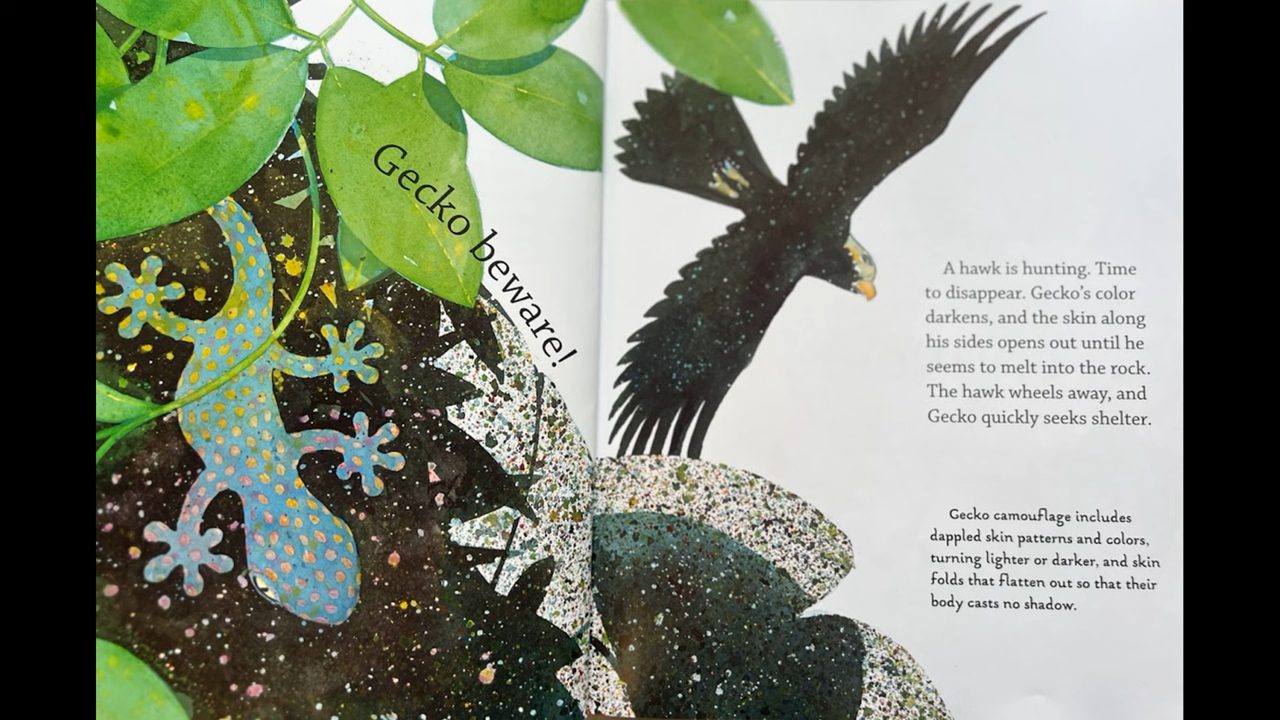 Gecko beware!
A hawk is hunting. Time
to disappear. Gecko's color
darkens, and the skin along
his sides opens out until he
seems to melt into the rock.
The hawk wheels away, and
Gecko quickly seeks shelter.
Gecko camouflage includes
dappled skin patterns and colors,
turning lighter or darker, and skin
folds that flatten out so that their
body casts no shadow.